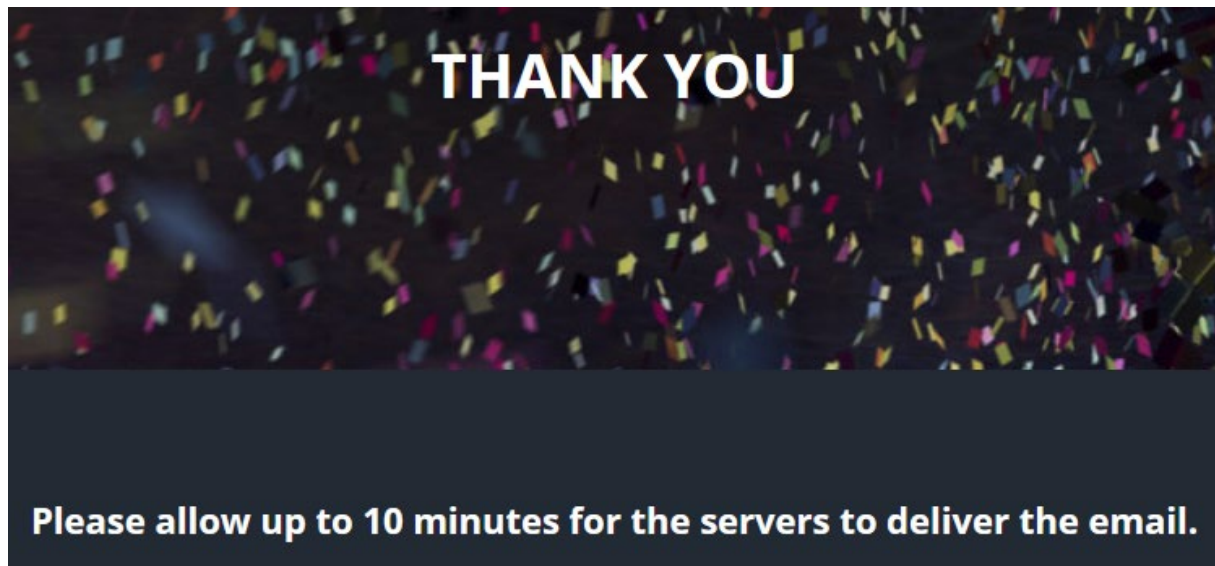 THANK YOU
Please allow up to 10 minutes for the servers to deliver the email.